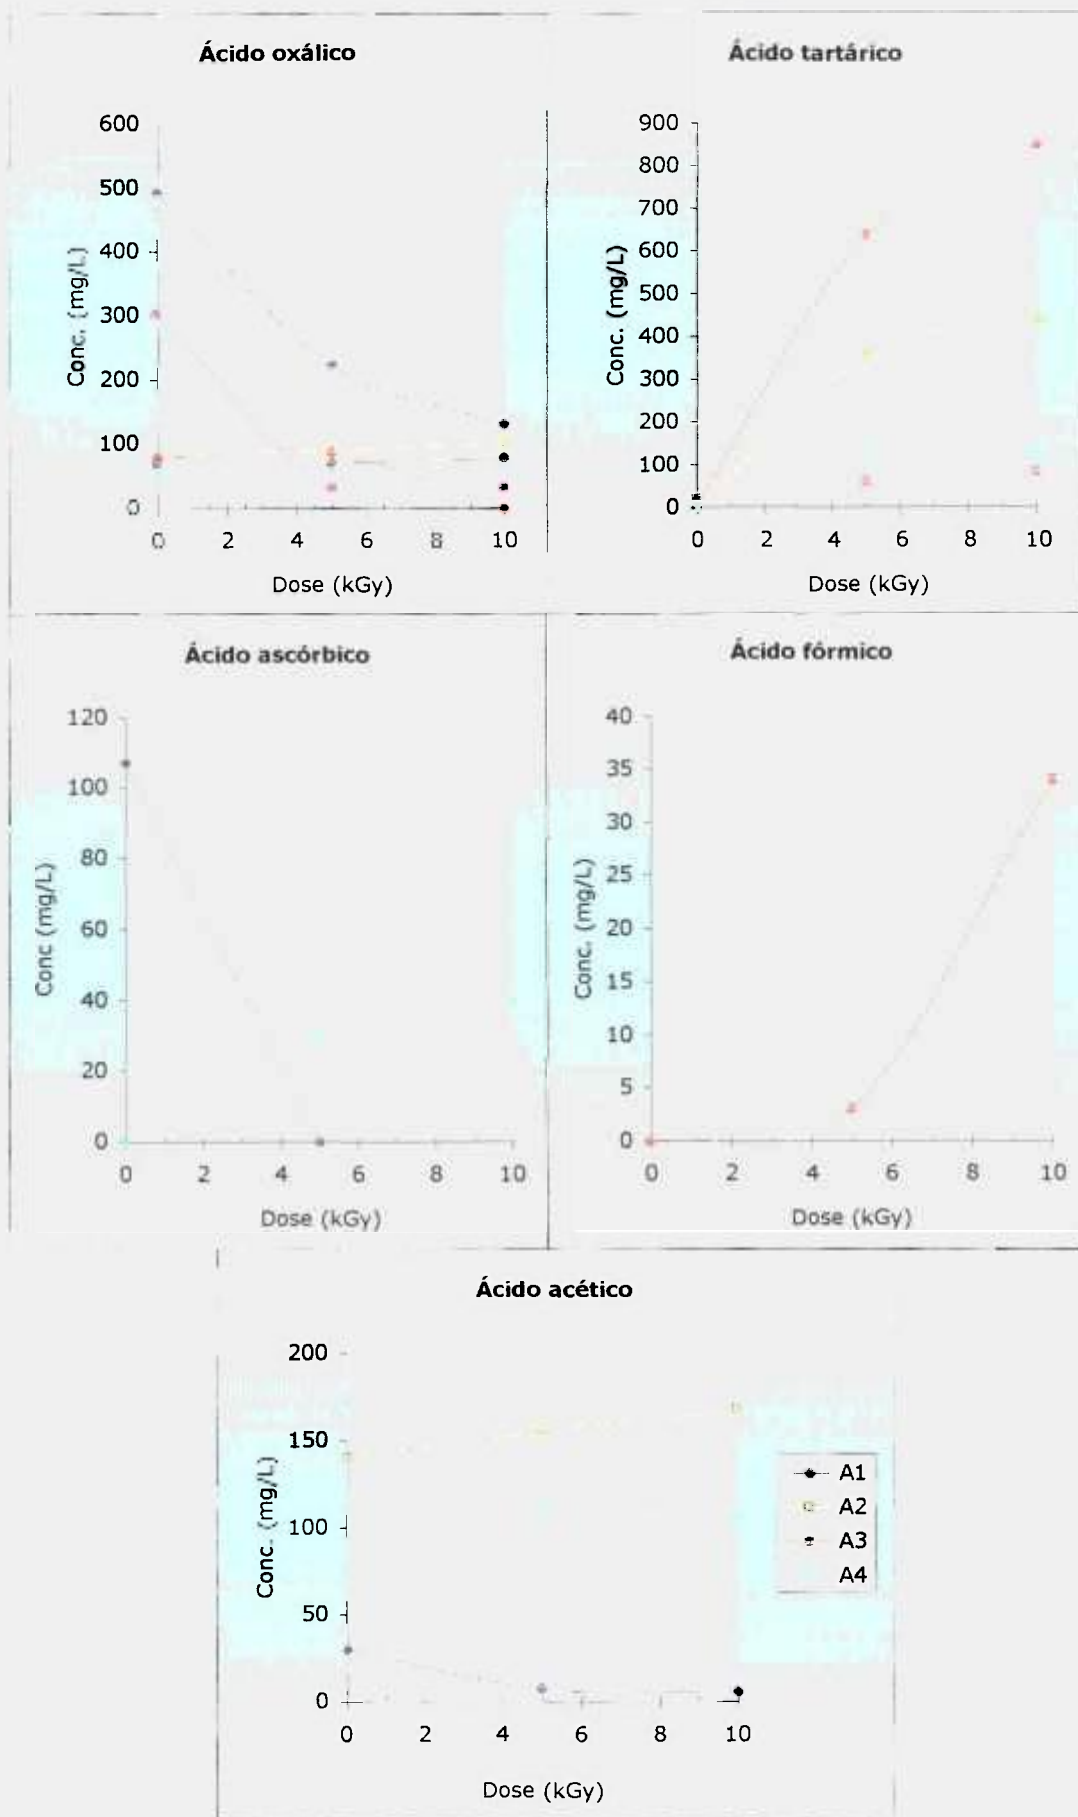 Ácido oxálico
600
500
400
300
200
100
0
Conc. (mg/L)
0 2 4 6 8 10
Dose (kGy)
Ácido tartárico
900
800
700
600
500
400
300
200
100
0
Conc. (mg/L)
0 2 4 6 8 10
Dose (kGy)
Ácido ascórbico
120
100
80
60
40
20
0
Conc (mg/L)
0 2 4 6 8 10
Dose (kGy)
Ácido fórmico
40
35
30
25
20
15
10
5
0
Conc. (mg/L)
0 2 4 6 8 10
Dose (kGy)
Ácido acético
200
150
100
50
0
Conc. (mg/L)
0 2 4 6 8 10
Dose (kGy)
A1
A2
A3
A4